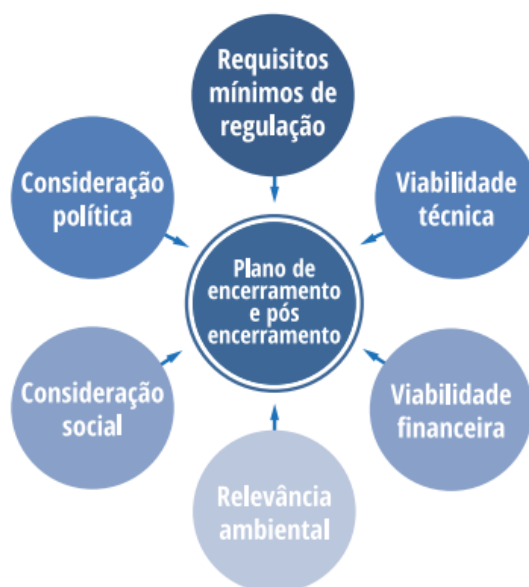 Requisitos
mínimos de
regulação
Consideração
política
Viabilidade
técnica
Plano de
encerramento
e pós
encerramento
Consideração
social
Viabilidade
financeira
Relevância
ambiental